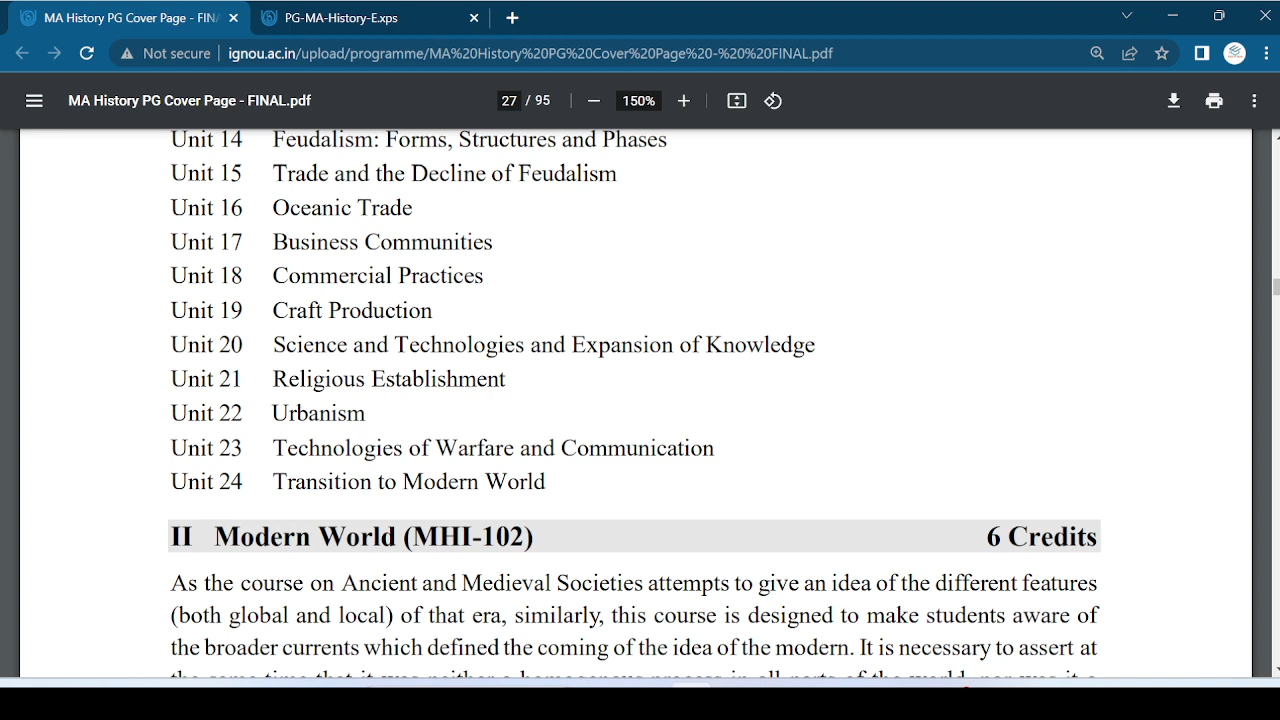 MA History PG Cover Page - FIN
PG-MA-History-E.xps
Not secure
ignou.ac.in/upload/programme/MA%20History%20PG%20Cover%20Page%20-%20%20FINAL.pdf
MA History PG Cover Page - FINAL.pdf
27 / 95
150%
Unit 14 Feudalism: Forms, Structures and Phases
Unit 15 Trade and the Decline of Feudalism
Unit 16 Oceanic Trade
Unit 17 Business Communities
Unit 18 Commercial Practices
Unit 19 Craft Production
Unit 20 Science and Technologies and Expansion of Knowledge
Unit 21 Religious Establishment
Unit 22 Urbanism
Unit 23 Technologies of Warfare and Communication
Unit 24 Transition to Modern World
II Modern World (MHI-102) 6 Credits
As the course on Ancient and Medieval Societies attempts to give an idea of the different features
(both global and local) of that era, similarly, this course is designed to make students aware of
the broader currents which defined the coming of the idea of the modern. It is necessary to assert at